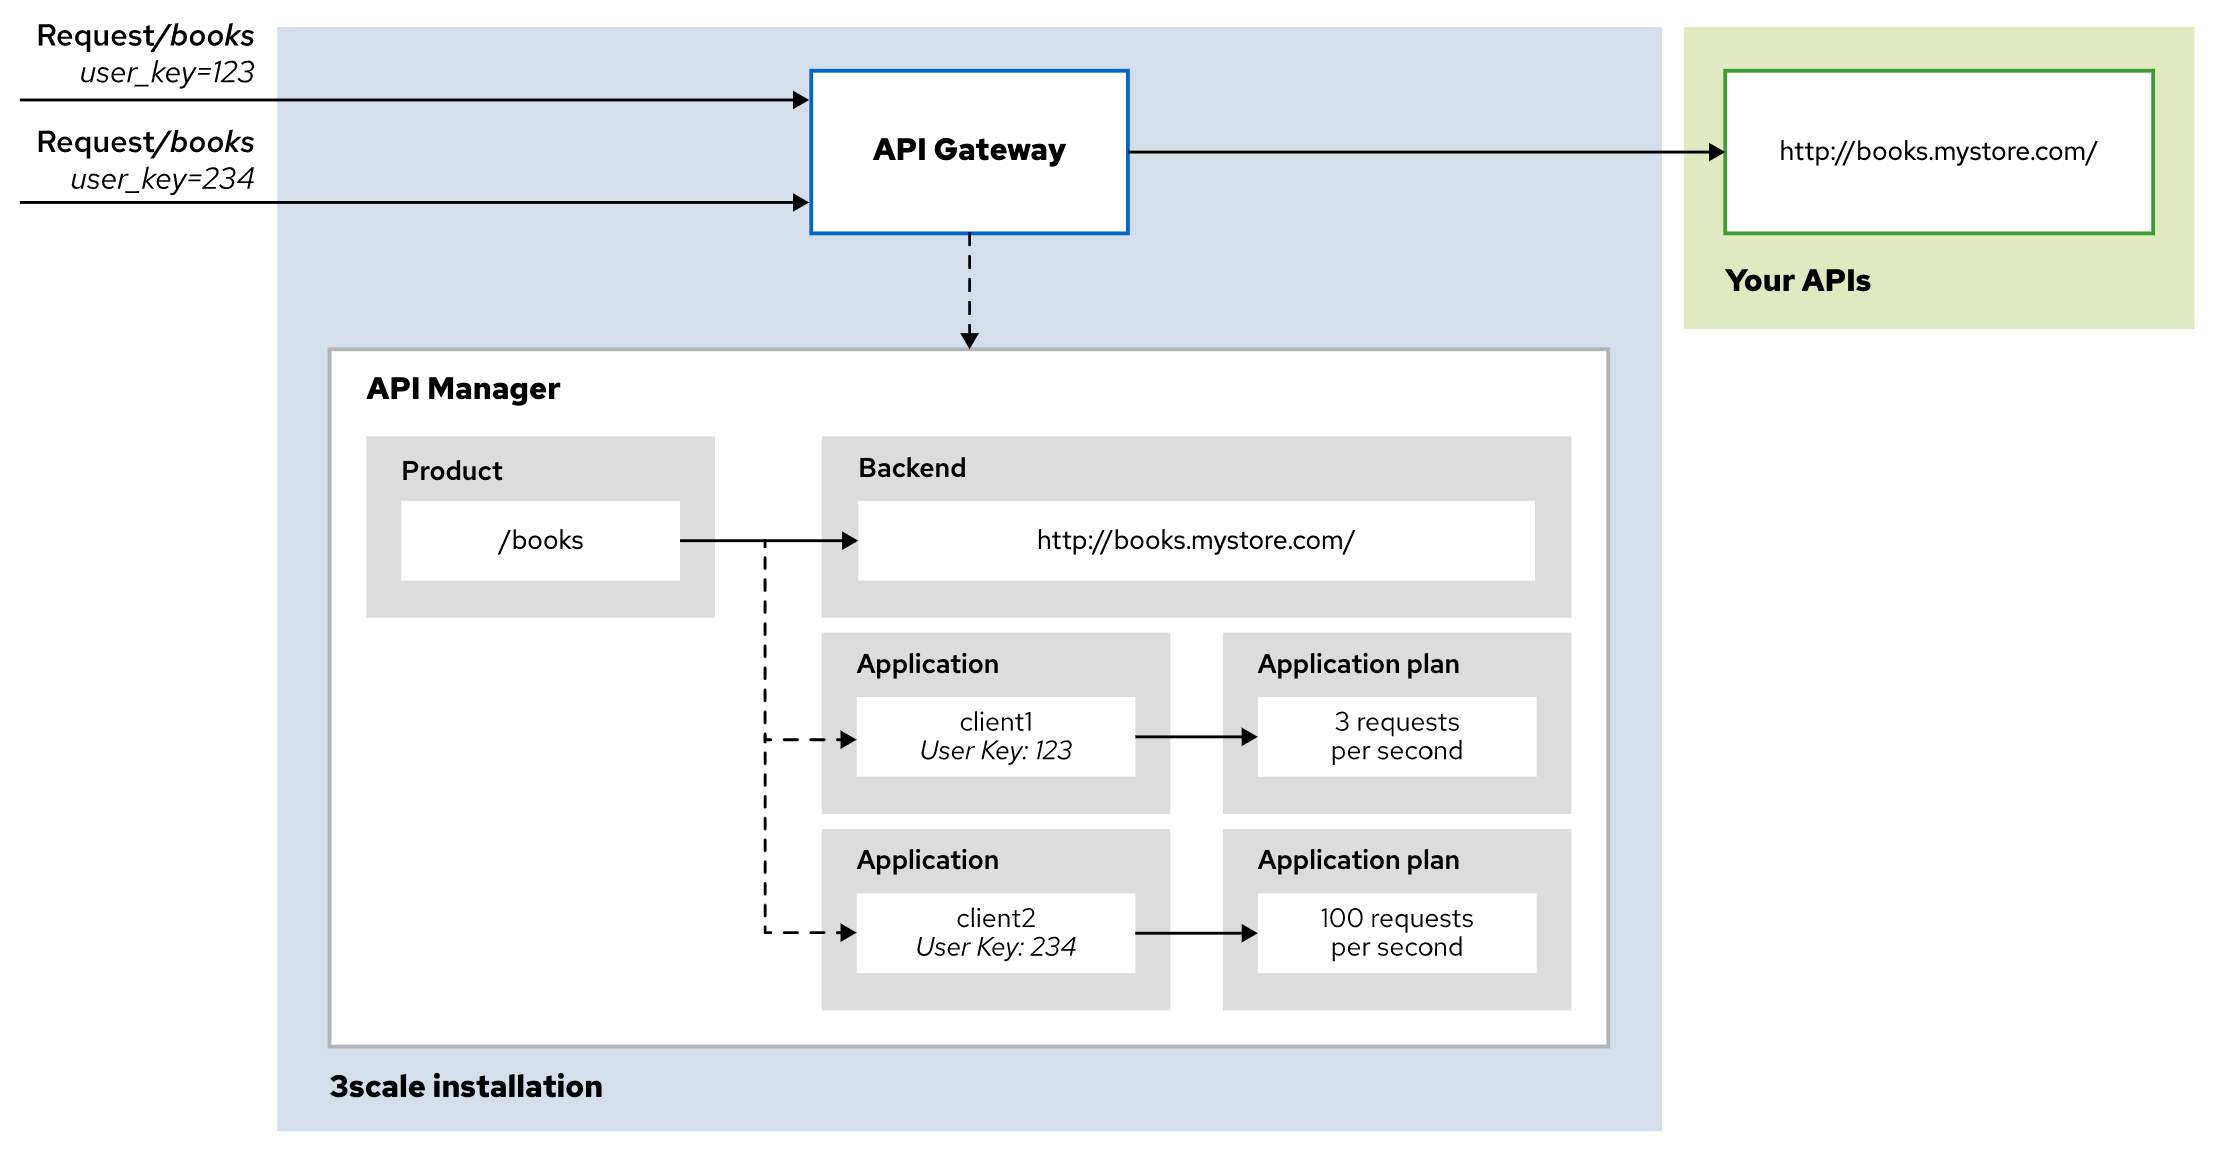 Request/books
user_key=123
Request/books
user_key=234
API Gateway
http://books.mystore.com/
Your APIs
API Manager
Product
/books
Backend
http://books.mystore.com/
Application
client1
User Key: 123
Application plan
3 requests
per second
Application
client2
User Key: 234
Application plan
100 requests
per second
3scale installation